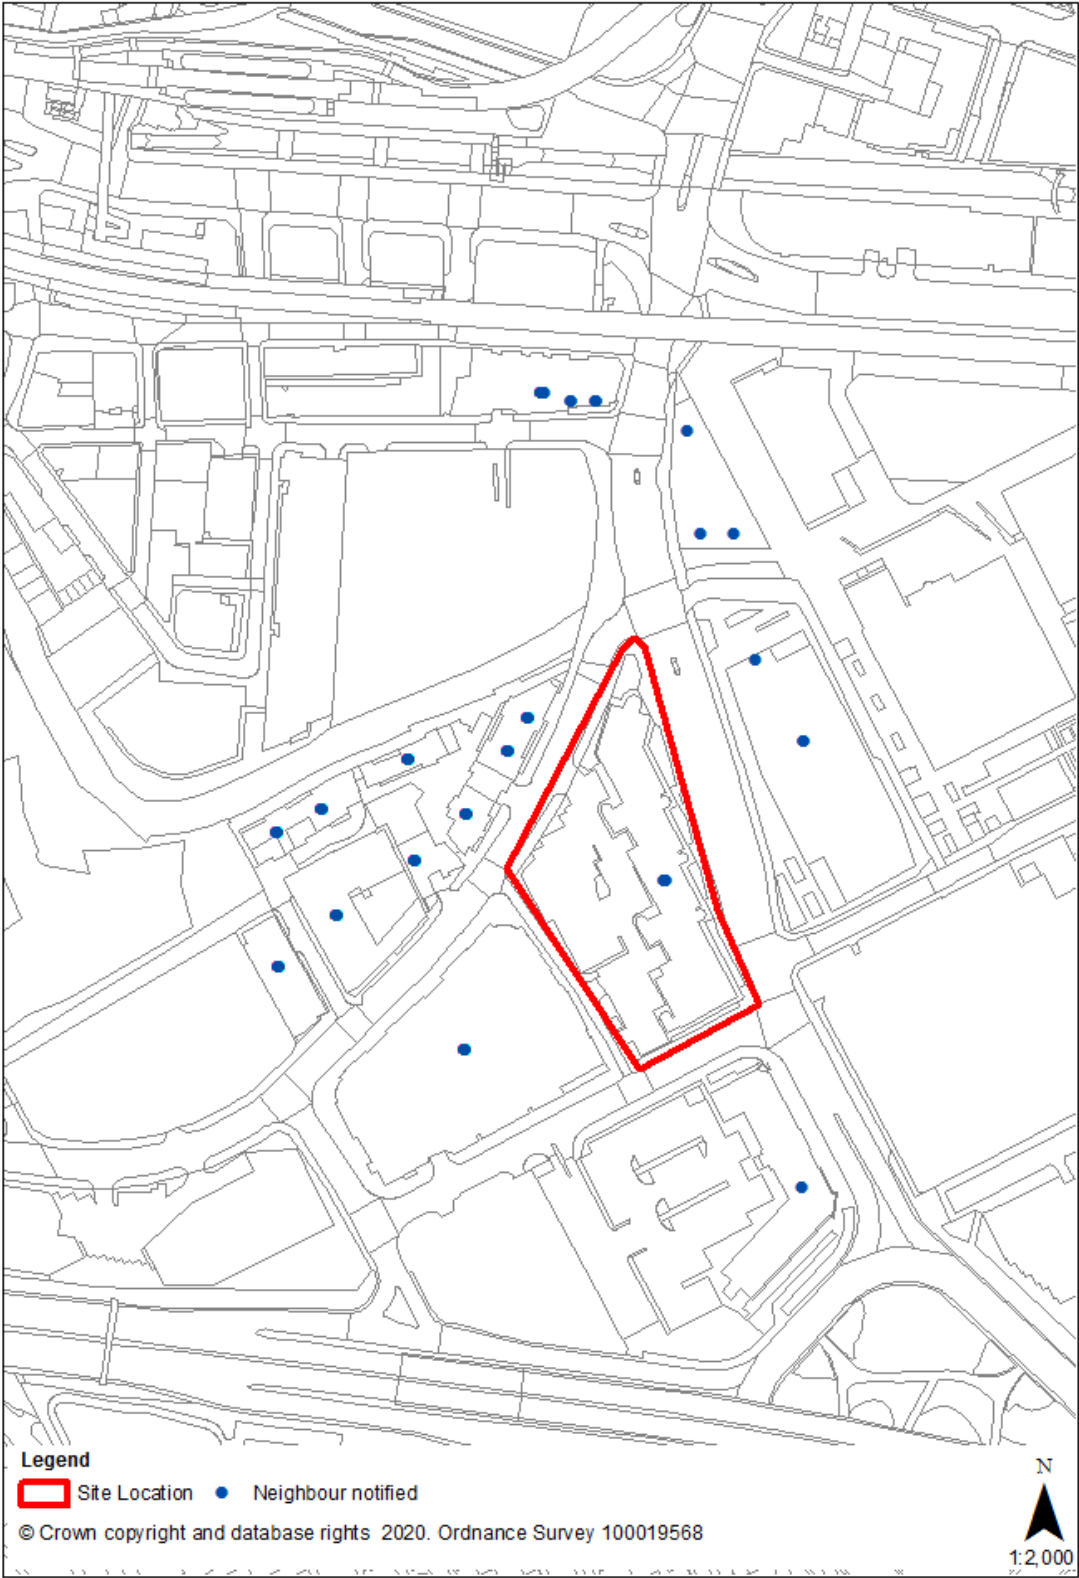 Legend
Site Location
Neighbour notified
© Crown copyright and database rights 2020. Ordnance Survey 100019568
N
1:2,000